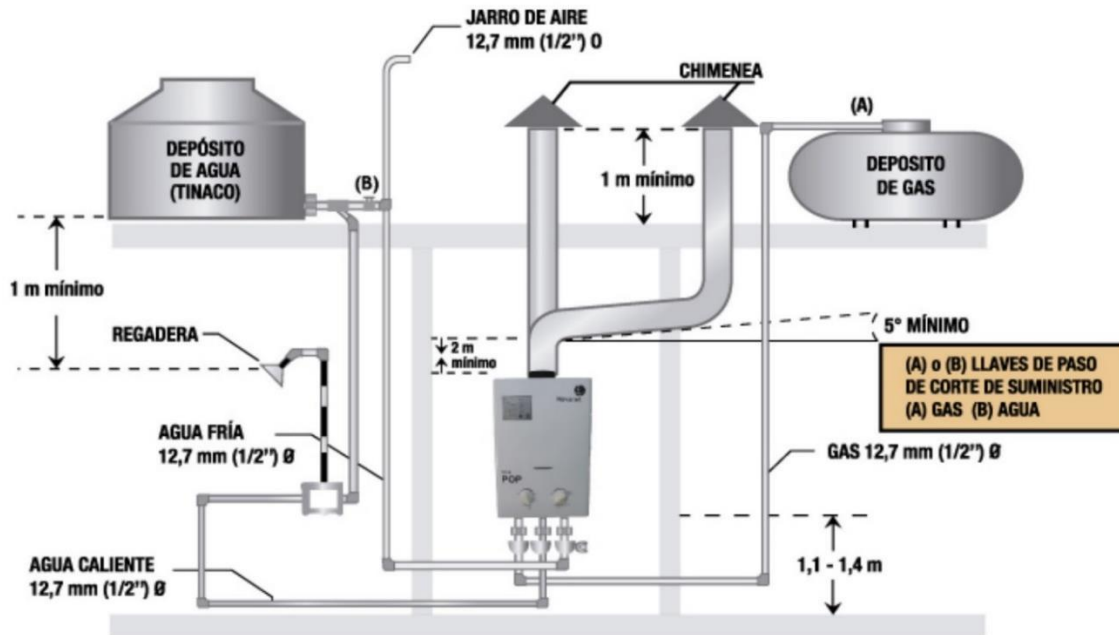 JARRO DE AIRE
12,7 mm (1/2") O
CHIMENEA
(A)
DEPÓSITO
DE AGUA
(TINACO)
(B)
1 m mínimo
DEPOSITO
DE GAS
1 m mínimo
REGADERA
2 m
mínimo
5° MÍNIMO
(A) o (B) LLAVES DE PASO
DE CORTE DE SUMINISTRO
(A) GAS (B) AGUA
AGUA FRÍA
12,7 mm (1/2") Ø
POP
GAS 12,7 mm (1/2") Ø
AGUA CALIENTE
12,7 mm (1/2") Ø
1,1 - 1,4 m